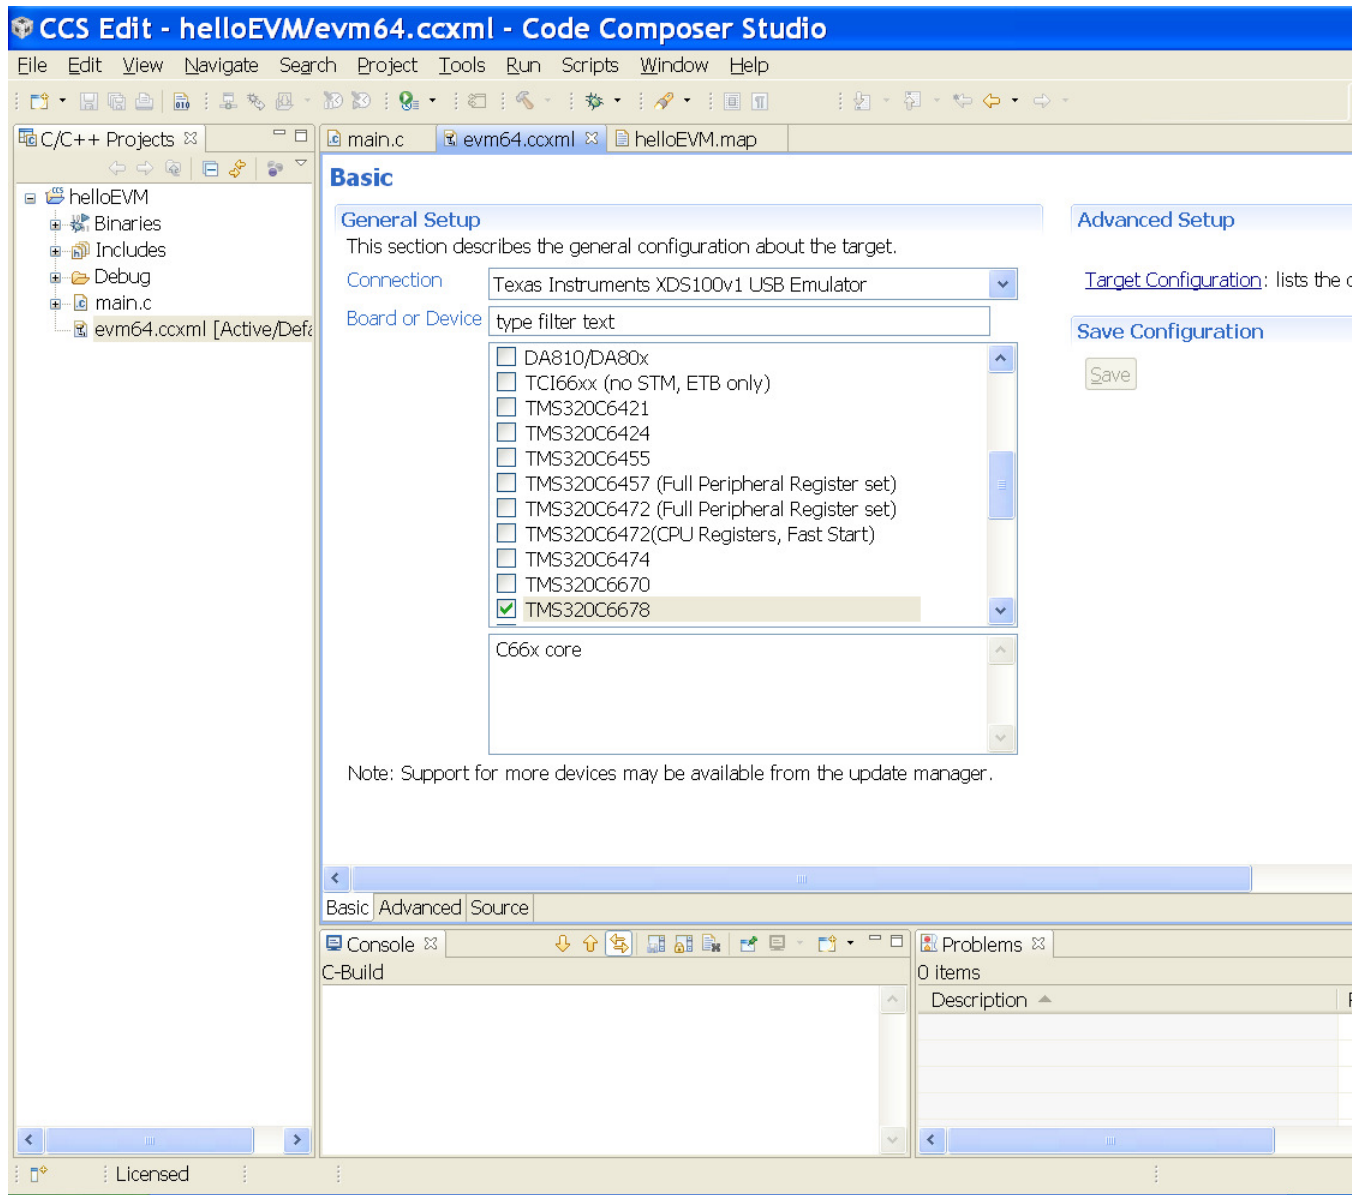 CCS Edit - helloEVM/evm64.ccxml - Code Composer Studio
File Edit View Navigate Search Project Tools Run Scripts Window Help
C/C++ Projects
main.c evm64.ccxml helloEVM.map
helloEVM
Binaries
Includes
Debug
main.c
evm64.ccxml [Active/Defa
Basic
General Setup
This section describes the general configuration about the target.
Connection Texas Instruments XDS100v1 USB Emulator
Board or Device type filter text
DA810/DA80x
TCI66xx (no STM, ETB only)
TMS320C6421
TMS320C6424
TMS320C6455
TMS320C6457 (Full Peripheral Register set)
TMS320C6472 (Full Peripheral Register set)
TMS320C6472(CPU Registers, Fast Start)
TMS320C6474
TMS320C6670
TMS320C6678
C66x core
Note: Support for more devices may be available from the update manager.
Advanced Setup
Target Configuration: lists the c
Save Configuration
Save
Basic Advanced Source
Console
C-Build
Problems
0 items
Description
Licensed